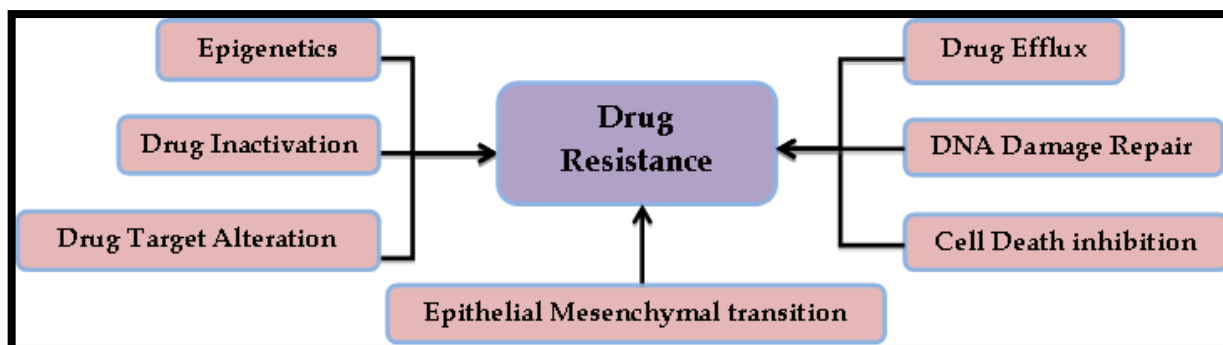 Epigenetics
Drug Inactivation
Drug Target Alteration
Drug
Resistance
Drug Efflux
DNA Damage Repair
Cell Death inhibition
Epithelial Mesenchymal transition